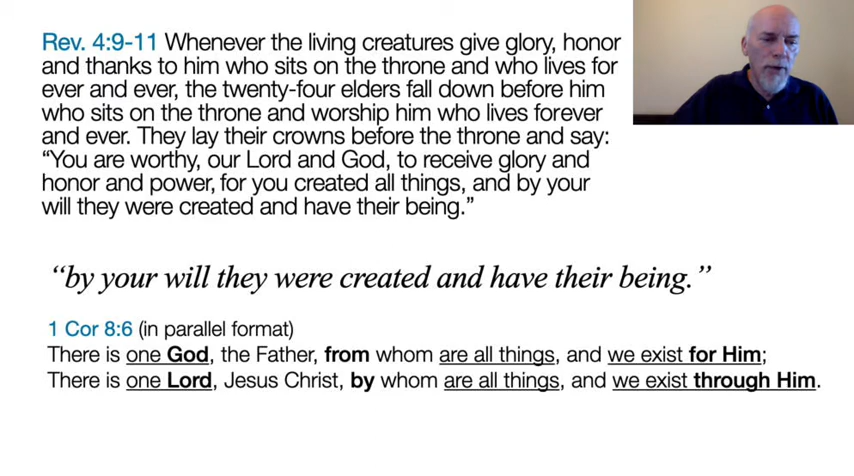 Rev. 4:9-11 Whenever the living creatures give glory, honor
and thanks to him who sits on the throne and who lives for
ever and ever, the twenty-four elders fall down before him
who sits on the throne and worship him who lives forever
and ever. They lay their crowns before the throne and say:
“You are worthy, our Lord and God, to receive glory and
honor and power, for you created all things, and by your
will they were created and have their being.”
“by your will they were created and have their being.”
1 Cor 8:6 (in parallel format)
There is one God, the Father, from whom are all things, and we exist for Him;
There is one Lord, Jesus Christ, by whom are all things, and we exist through Him.